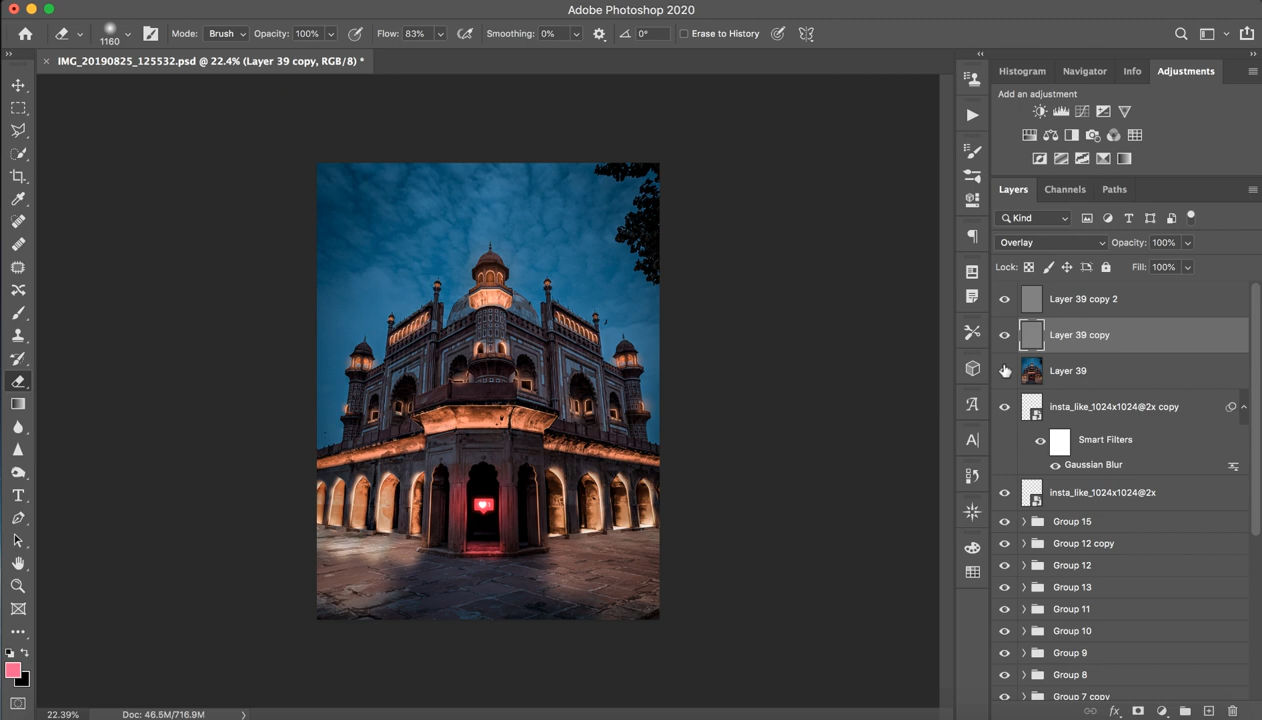 Adobe Photoshop 2020
1160
Mode: Brush Opacity: 100% Flow: 83% Smoothing: 0% 0° Erase to History
× IMG_20190825_125532.psd @ 22.4% (Layer 39 copy, RGB/8) *
Histogram Navigator Info Adjustments
Add an adjustment
Layers Channels Paths
Kind
Overlay Opacity: 100%
Lock: Fill: 100%
Layer 39 copy 2
Layer 39 copy
Layer 39
insta_like_1024x1024@2x copy
Smart Filters
Gaussian Blur
insta_like_1024x1024@2x
Group 15
Group 12 copy
Group 12
Group 13
Group 11
Group 10
Group 9
Group 8
Group 7 copy
22.39% Doc: 46.5M/716.9M